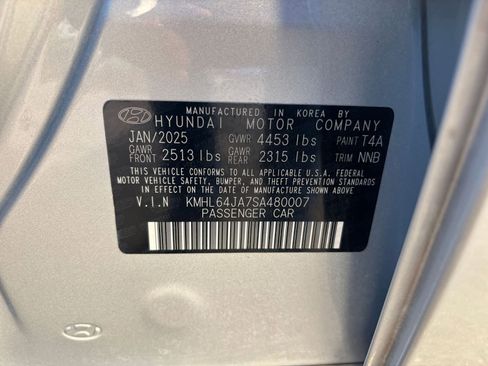 MANUFACTURED IN KOREA BY
HYUNDAI MOTOR COMPANY
JAN/2025 GVWR 4453 lbs PAINT T4A
GAWR FRONT 2513 lbs GAWR REAR 2315 lbs TRIM NNB
THIS VEHICLE CONFORMS TO ALL APPLICABLE U.S.A. FEDERAL
MOTOR VEHICLE SAFETY, BUMPER, AND THEFT PREVENTION STANDARDS
IN EFFECT ON THE DATE OF MANUFACTURE SHOWN ABOVE.
V.I.N KMHL64JA7SA480007
PASSENGER CAR